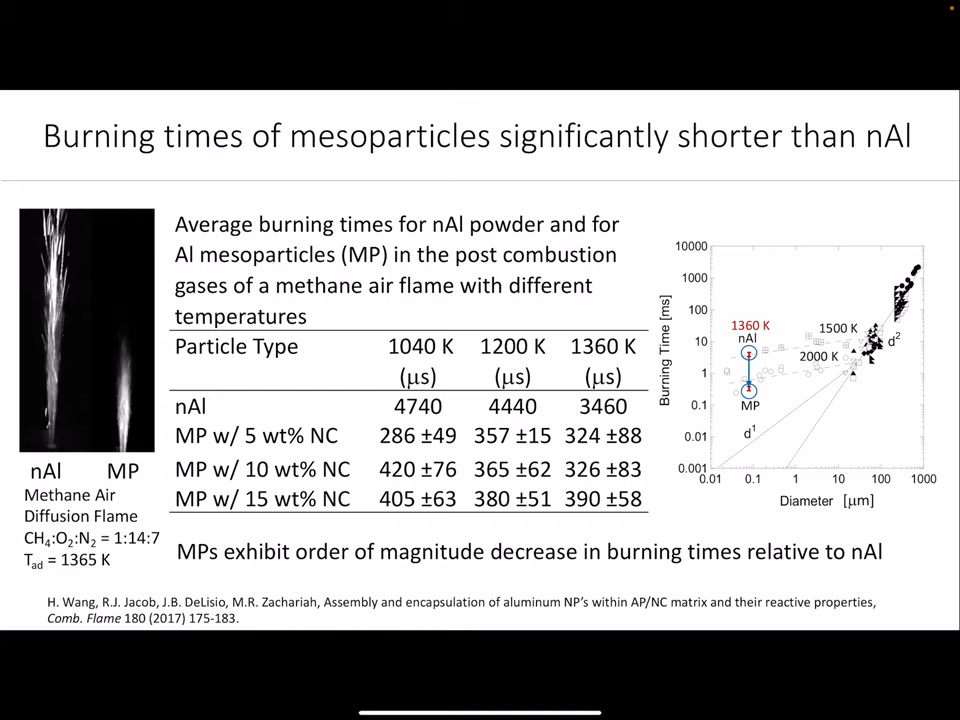 Burning times of mesoparticles significantly shorter than nAl
Average burning times for nAl powder and for
Al mesoparticles (MP) in the post combustion
gases of a methane air flame with different
temperatures
Particle Type 1040 K 1200 K 1360 K
(μs) (μs) (μs)
nAl 4740 4440 3460
MP w/ 5 wt% NC 286 ±49 357 ±15 324 ±88
MP w/ 10 wt% NC 420 ±76 365 ±62 326 ±83
MP w/ 15 wt% NC 405 ±63 380 ±51 390 ±58
nAl MP
Methane Air
Diffusion Flame
CH₄:O₂:N₂ = 1:14:7
Tad = 1365 K
Burning Time [ms]
10000
1000
100
10
1
0.1
0.01
0.001
1360 K
nAl
1500 K
2000 K
d²
MP
d¹
0.01 0.1 1 10 100 1000
Diameter [μm]
MPs exhibit order of magnitude decrease in burning times relative to nAl
H. Wang, R.J. Jacob, J.B. DeLisio, M.R. Zachariah, Assembly and encapsulation of aluminum NP's within AP/NC matrix and their reactive properties,
Comb. Flame 180 (2017) 175-183.